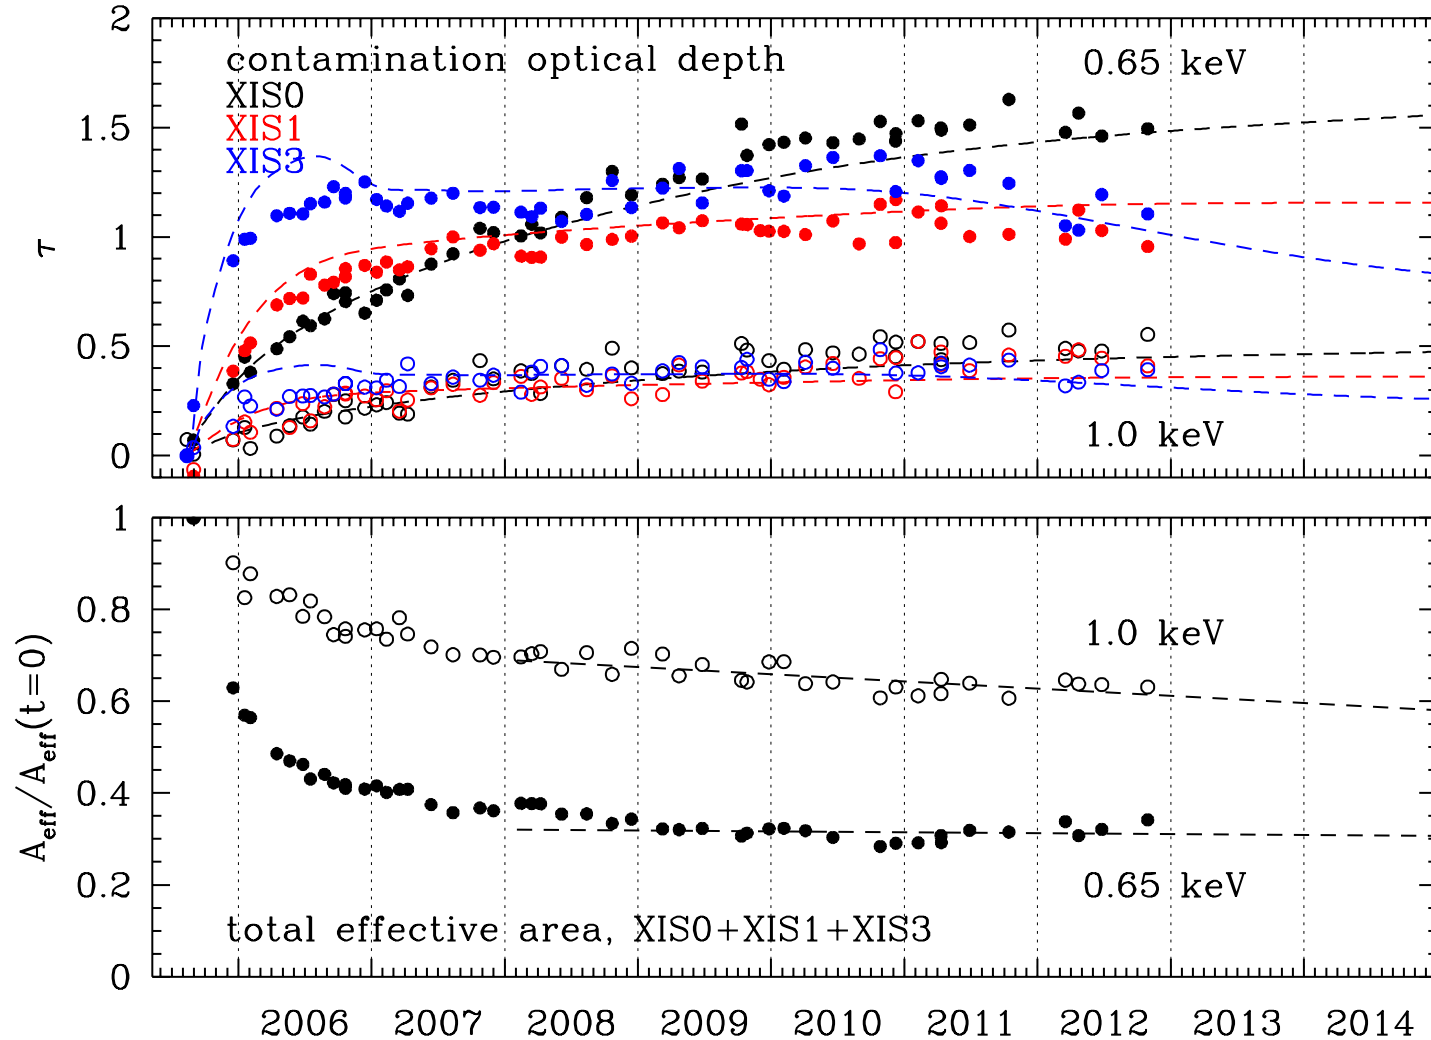 2
contamination optical depth
0.65 keV
XIS0
1.5
XIS1
XIS3
1
τ
0.5
1.0 keV
0
1
0.8
1.0 keV
0.6
A_eff/A_eff(t=0)
0.4
0.2
0.65 keV
total effective area, XIS0+XIS1+XIS3
0
2006 2007 2008 2009 2010 2011 2012 2013 2014